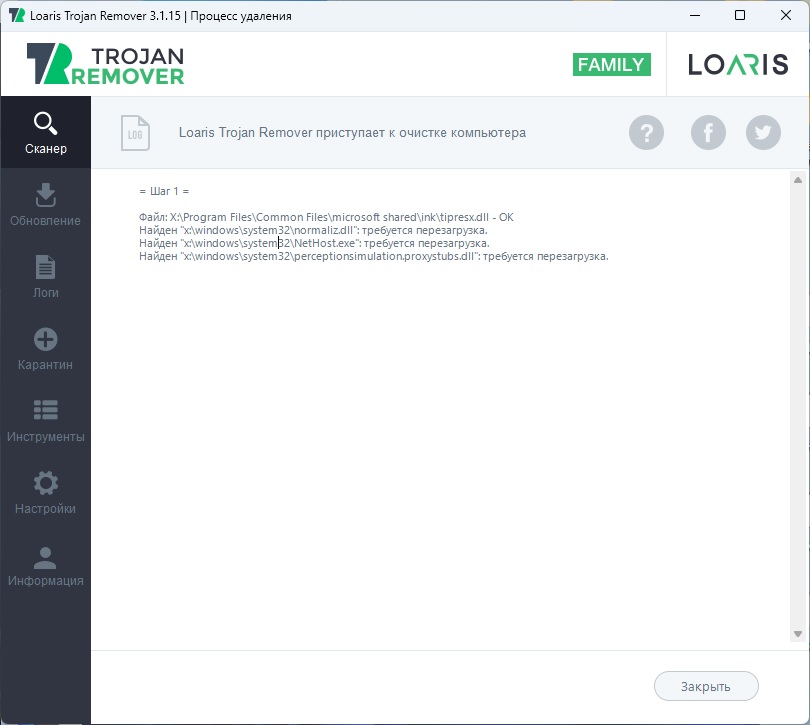 Loaris Trojan Remover 3.1.15 | Процесс удаления
TROJAN
REMOVER
FAMILY
LOARIS
Сканер
LOG
Loaris Trojan Remover приступает к очистке компьютера
?
Обновление
Логи
Карантин
Инструменты
Настройки
Информация
= Шаг 1 =
Файл: X:\Program Files\Common Files\microsoft shared\ink\tipresx.dll - OK
Найден "x:\windows\system32\normaliz.dll": требуется перезагрузка.
Найден "x:\windows\system32\NetHost.exe": требуется перезагрузка.
Найден "x:\windows\system32\perceptionsimulation.proxystubs.dll": требуется перезагрузка.
Закрыть